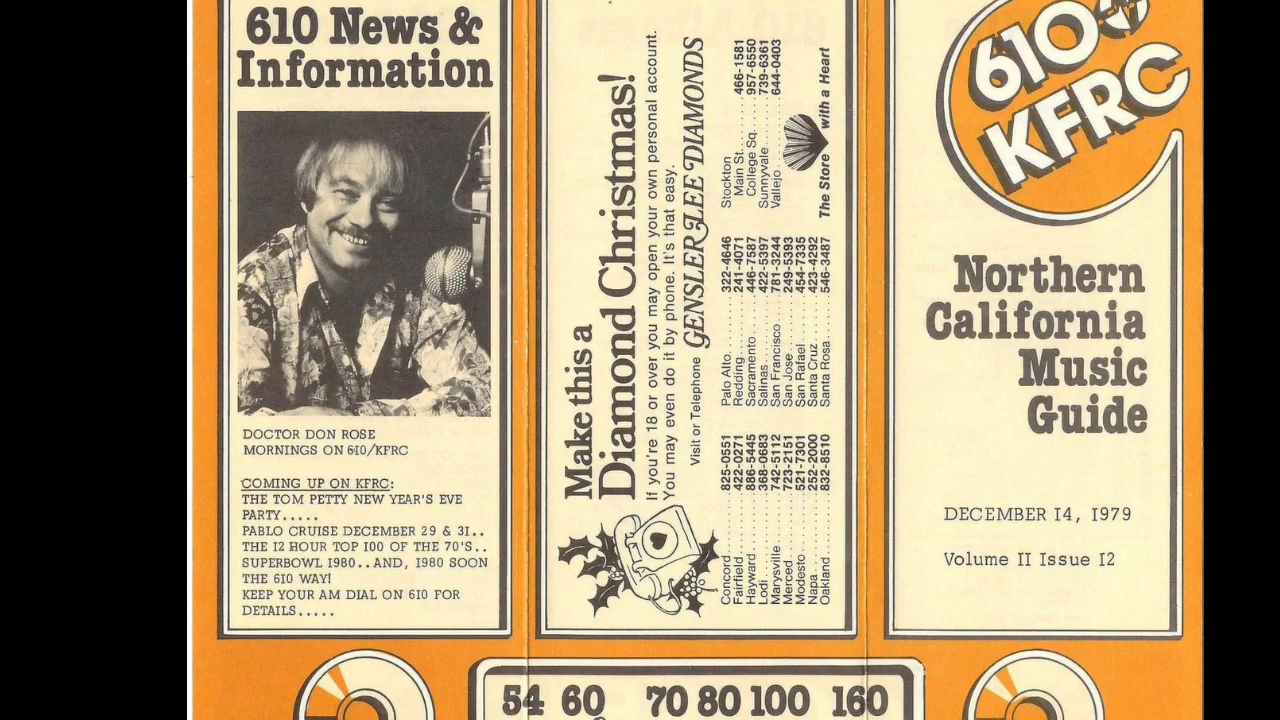 610 News &
Information
DOCTOR DON ROSE
MORNINGS ON 610/KFRC
COMING UP ON KFRC:
THE TOM PETTY NEW YEAR'S EVE
PARTY.....
PABLO CRUISE DECEMBER 29 & 31..
THE 12 HOUR TOP 100 OF THE 70'S..
SUPERBOWL 1980..AND, 1980 SOON
THE 610 WAY!
KEEP YOUR AM DIAL ON 610 FOR
DETAILS.....
Make this a
Diamond Christmas!
If you're 18 or over you may open your own personal account.
You may even do it by phone. It's that easy.
Visit or Telephone GENSLER LEE DIAMONDS
Concord 825-0551
Fairfield 422-0271
Hayward 886-5445
Lodi 368-0683
Marysville 742-5112
Merced 723-2151
Modesto 521-7301
Napa 252-2000
Oakland 832-8510
Palo Alto 322-4646
Redding 241-4071
Sacramento 446-7587
Salinas 422-5397
San Francisco 781-3244
San Jose 249-5393
San Rafael 454-7335
Santa Cruz 423-4292
Santa Rosa 546-3487
Stockton
Main St. 466-1581
College Sq. 957-6550
Sunnyvale 739-6361
Vallejo 644-0403
The Store with a Heart
610
KFRC
Northern
California
Music
Guide
DECEMBER 14, 1979
Volume II Issue 12
54 60 70 80 100 160